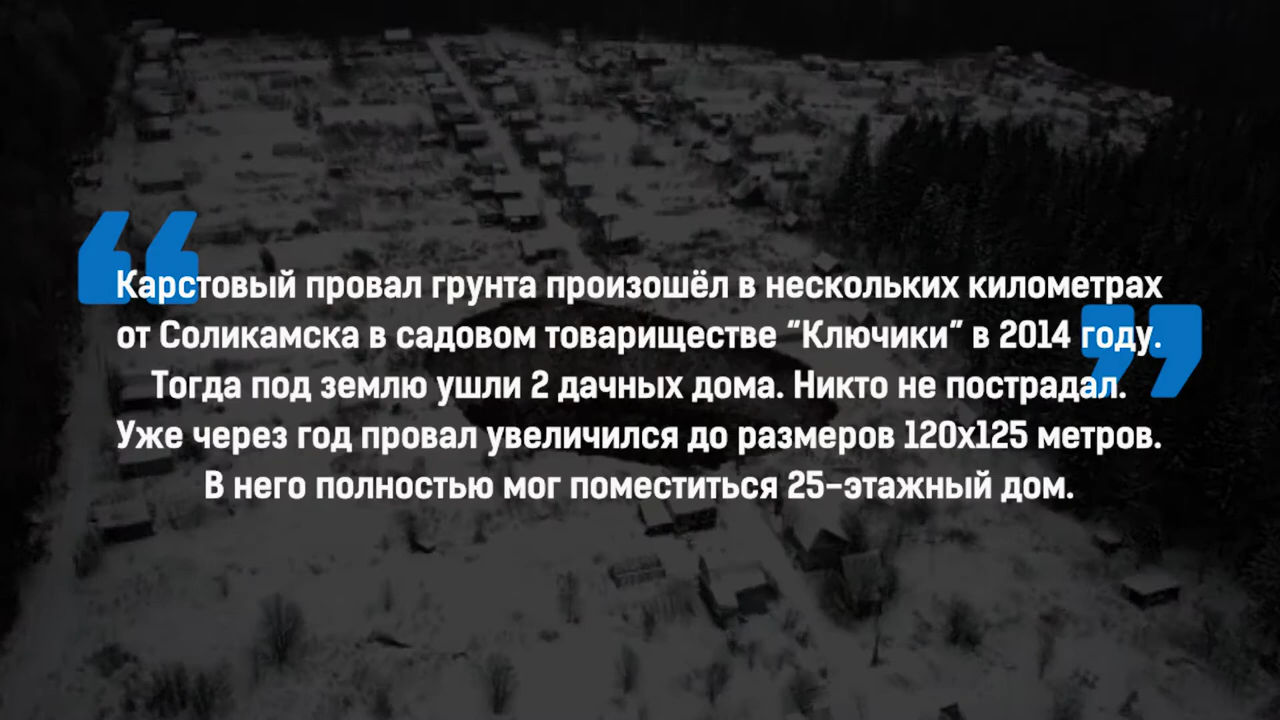 Карстовый провал грунта произошёл в нескольких километрах
от Соликамска в садовом товариществе “Ключики” в 2014 году.
Тогда под землю ушли 2 дачных дома. Никто не пострадал.
Уже через год провал увеличился до размеров 120х125 метров.
В него полностью мог поместиться 25-этажный дом.